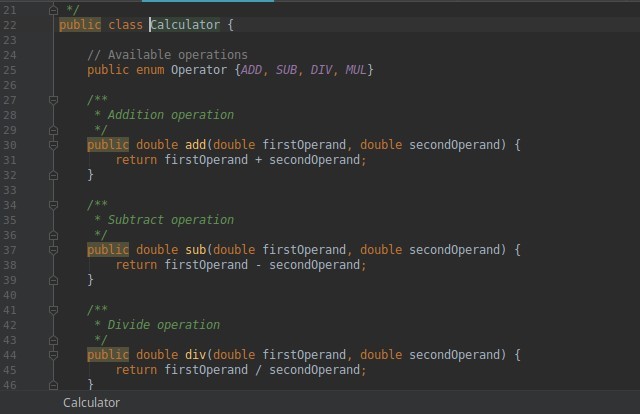 21 */
22 public class Calculator {
23
24 // Available operations
25 public enum Operator {ADD, SUB, DIV, MUL}
26
27 /**
28 * Addition operation
29 */
30 public double add(double firstOperand, double secondOperand) {
31 return firstOperand + secondOperand;
32 }
33
34 /**
35 * Subtract operation
36 */
37 public double sub(double firstOperand, double secondOperand) {
38 return firstOperand - secondOperand;
39 }
40
41 /**
42 * Divide operation
43 */
44 public double div(double firstOperand, double secondOperand) {
45 return firstOperand / secondOperand;
46 }
Calculator